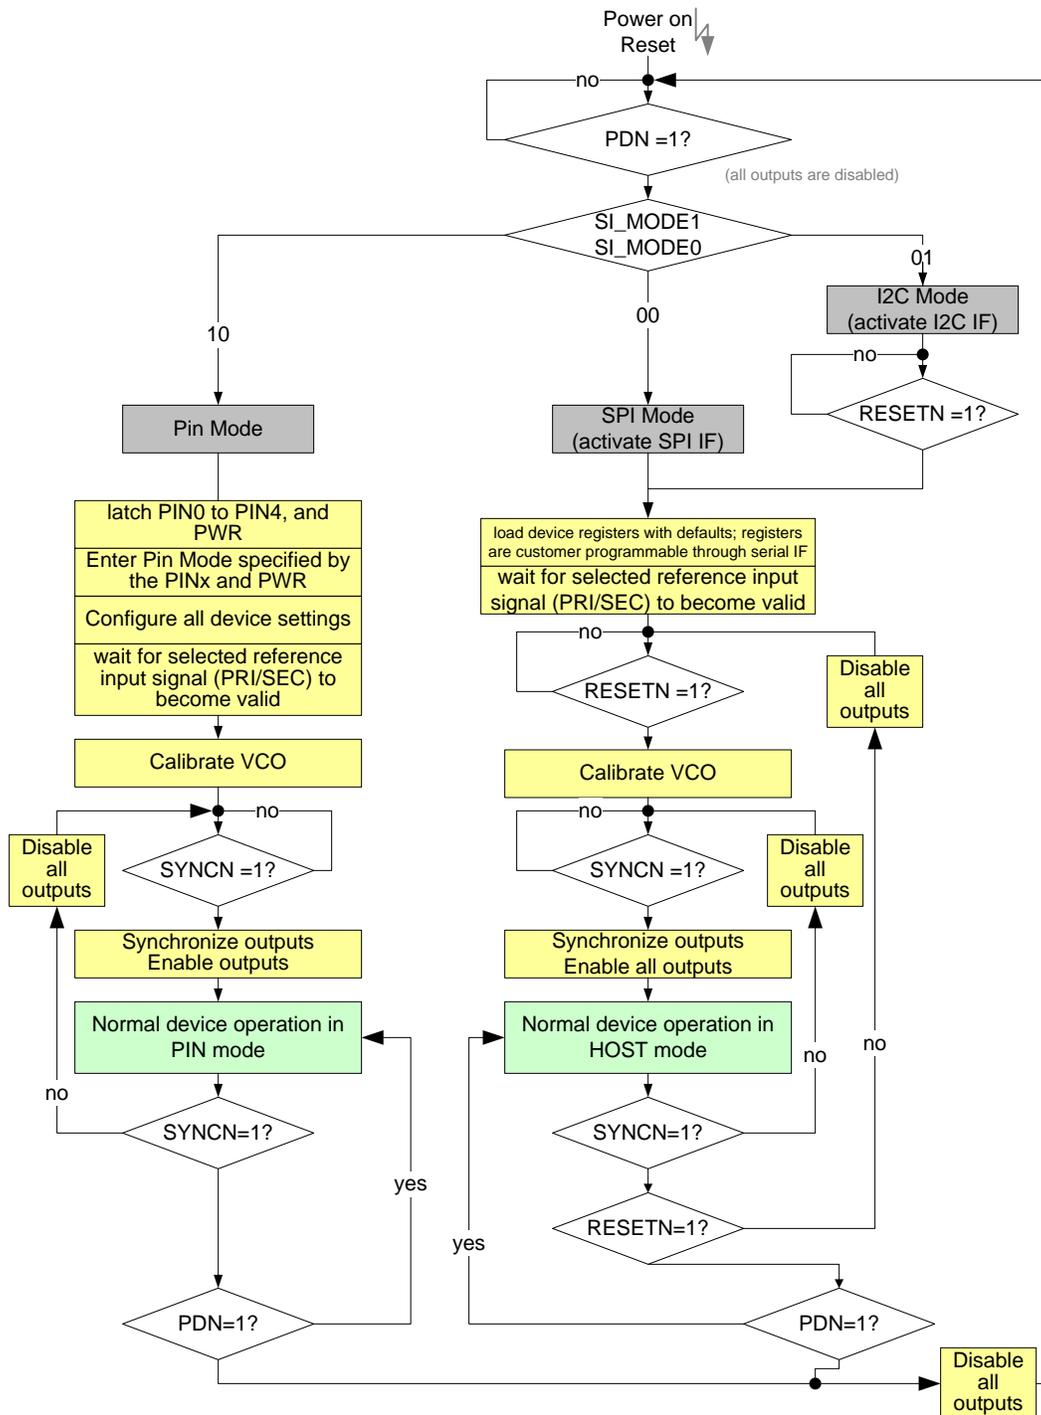 Power on
Reset
no
PDN =1?
(all outputs are disabled)
SI_MODE1
SI_MODE0
01
I2C Mode
(activate I2C IF)
00
10
no
RESETN =1?
Pin Mode
SPI Mode
(activate SPI IF)
latch PIN0 to PIN4, and
PWR
Enter Pin Mode specified by
the PINx and PWR
Configure all device settings
wait for selected reference
input signal (PRI/SEC) to
become valid
load device registers with defaults; registers
are customer programmable through serial IF
wait for selected reference input
signal (PRI/SEC) to become valid
no
RESETN =1?
Disable
all
outputs
Calibrate VCO
Calibrate VCO
no
no
Disable
all
outputs
SYNCN =1?
SYNCN =1?
Disable
all
outputs
Synchronize outputs
Enable outputs
Synchronize outputs
Enable all outputs
Normal device operation in
PIN mode
Normal device operation in
HOST mode
no
no
no
SYNCN=1?
SYNCN=1?
yes
RESETN=1?
yes
PDN=1?
PDN=1?
Disable
all
outputs